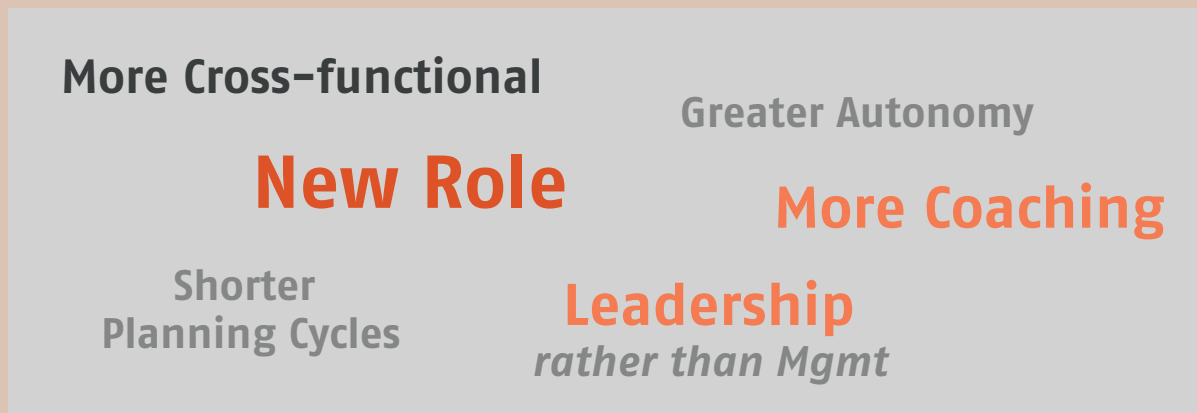 More Cross-functional
Greater Autonomy
New Role
More Coaching
Shorter
Planning Cycles
Leadership
rather than Mgmt